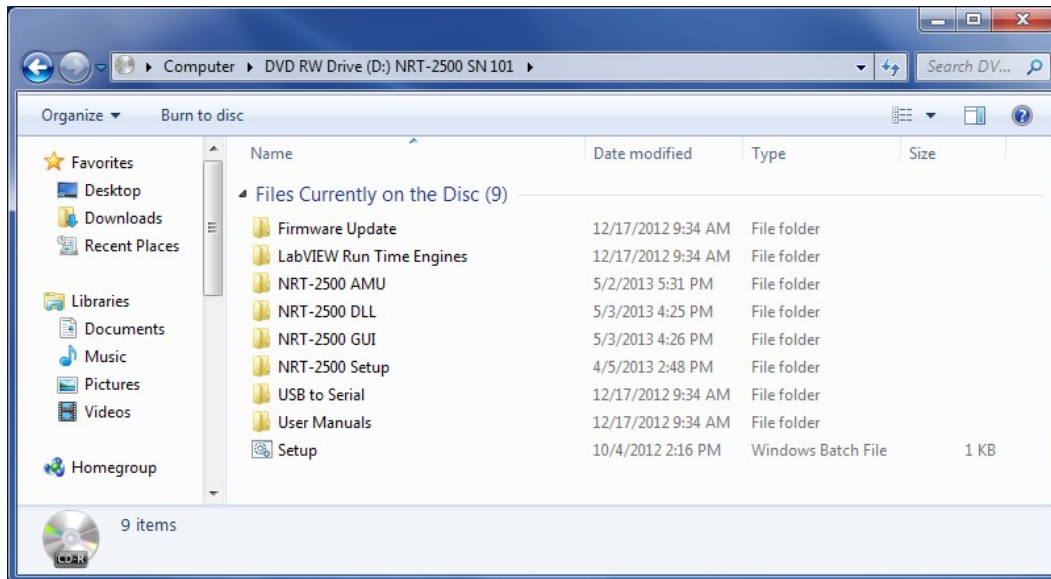 Computer ▸ DVD RW Drive (D:) NRT-2500 SN 101 ▸ Search DV...
Organize Burn to disc
Name Date modified Type Size
Favorites
Desktop
Downloads
Recent Places
Libraries
Documents
Music
Pictures
Videos
Homegroup
Files Currently on the Disc (9)
Firmware Update 12/17/2012 9:34 AM File folder
LabVIEW Run Time Engines 12/17/2012 9:34 AM File folder
NRT-2500 AMU 5/2/2013 5:31 PM File folder
NRT-2500 DLL 5/3/2013 4:25 PM File folder
NRT-2500 GUI 5/3/2013 4:26 PM File folder
NRT-2500 Setup 4/5/2013 2:48 PM File folder
USB to Serial 12/17/2012 9:34 AM File folder
User Manuals 12/17/2012 9:34 AM File folder
Setup 10/4/2012 2:16 PM Windows Batch File 1 KB
9 items
CD-R